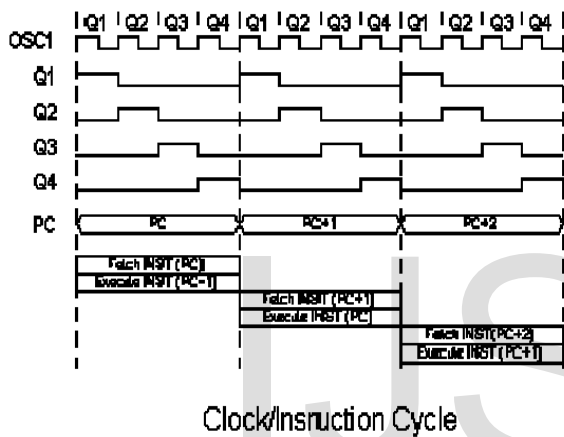 Q1 Q2 Q3 Q4 Q1 Q2 Q3 Q4 Q1 Q2 Q3 Q4
OSC1
Q1
Q2
Q3
Q4
PC PC PC+1 PC+2
Fetch INST (PC)
Execute INST (PC-1)
Fetch INST (PC+1)
Execute INST (PC)
Fetch INST(PC+2)
Execute INST (PC+1)
IJS
Clock/Insruction Cycle